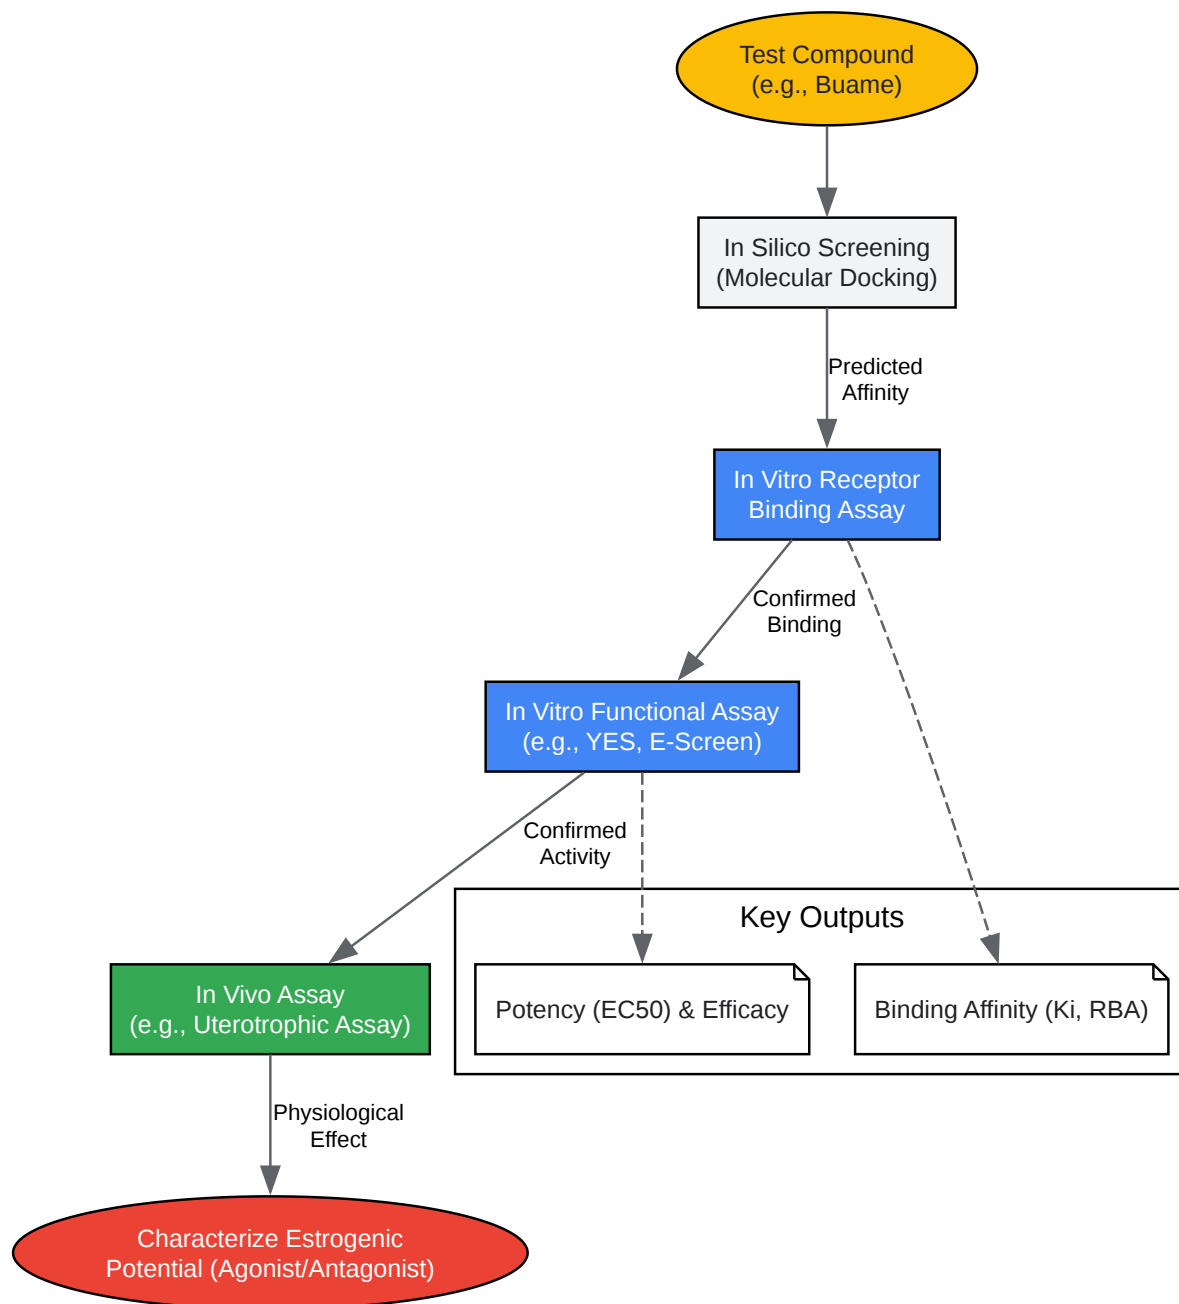 Test Compound
(e.g., Buame)
In Silico Screening
(Molecular Docking)
Predicted
Affinity
In Vitro Receptor
Binding Assay
Confirmed
Binding
In Vitro Functional Assay
(e.g., YES, E-Screen)
Confirmed
Activity
Key Outputs
In Vivo Assay
(e.g., Uterotrophic Assay)
Potency (EC50) & Efficacy
Binding Affinity (Ki, RBA)
Physiological
Effect
Characterize Estrogenic
Potential (Agonist/Antagonist)